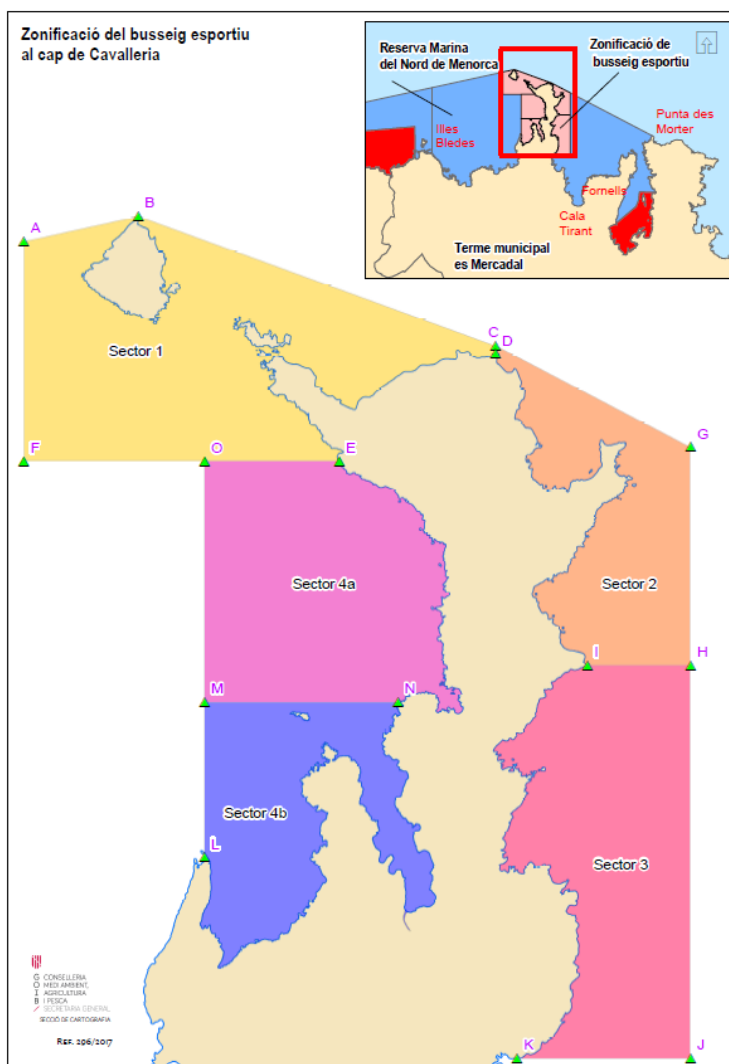 Zonificació del busseig esportiu
al cap de Cavalleria
Reserva Marina
del Nord de Menorca
Zonificació de
busseig esportiu
Illes
Bledes
Punta des
Morter
Fornells
Cala
Tirant
Terme municipal
es Mercadal
A
B
C
D
Sector 1
G
F
O
E
Sector 4a
Sector 2
I
H
M
N
Sector 4b
L
Sector 3
G CONSELLERIA
O MEDI AMBIENT,
I AGRICULTURA
B I PESCA
/ SECRETARIA GENERAL
SECCIÓ DE CARTOGRAFIA
REF. 296/2017
K
J